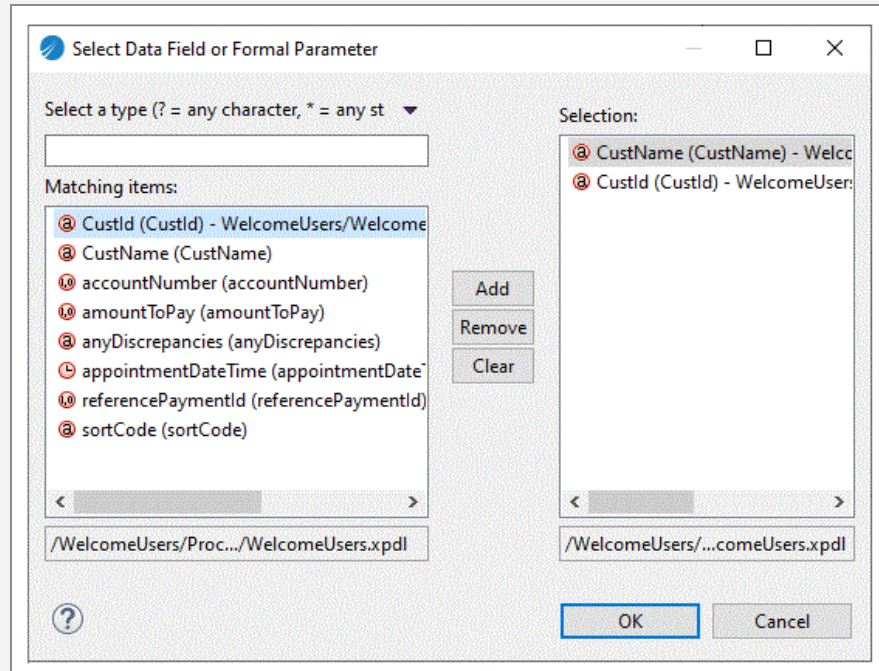 Select Data Field or Formal Parameter
Select a type (? = any character, * = any st
Matching items:
CustId (CustId) - WelcomeUsers/Welcome
CustName (CustName)
accountNumber (accountNumber)
amountToPay (amountToPay)
anyDiscrepancies (anyDiscrepancies)
appointmentDateTime (appointmentDateT
referencePaymentId (referencePaymentId)
sortCode (sortCode)
/WelcomeUsers/Proc.../WelcomeUsers.xpdl
Add
Remove
Clear
Selection:
CustName (CustName) - Welc
CustId (CustId) - WelcomeUsers
/WelcomeUsers/...comeUsers.xpdl
?
OK
Cancel